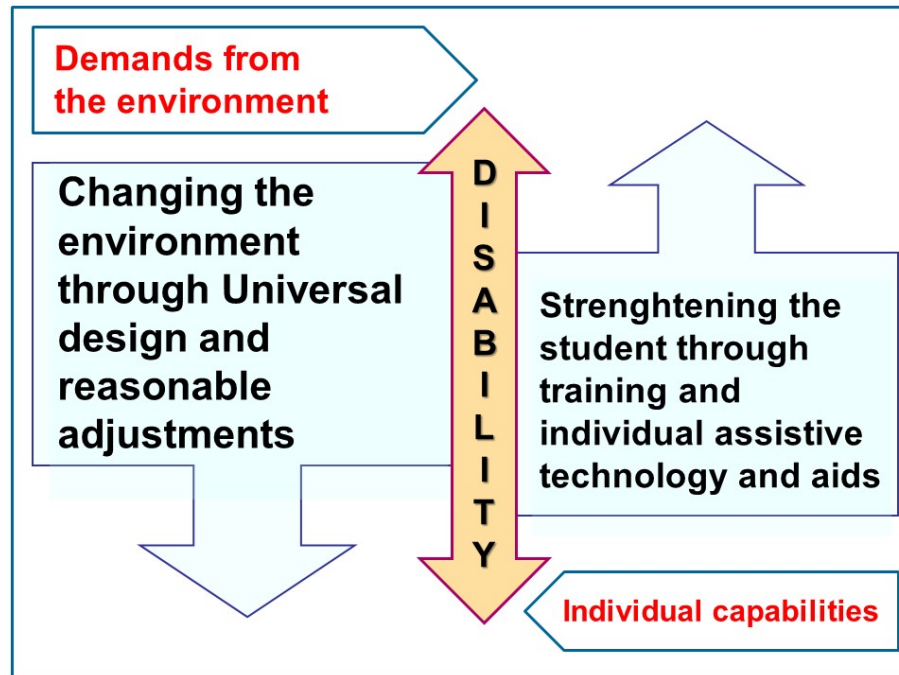 Demands from
the environment
Changing the
environment
through Universal
design and
reasonable
adjustments
DISABILITY
Strenghtening the
student through
training and
individual assistive
technology and aids
Individual capabilities